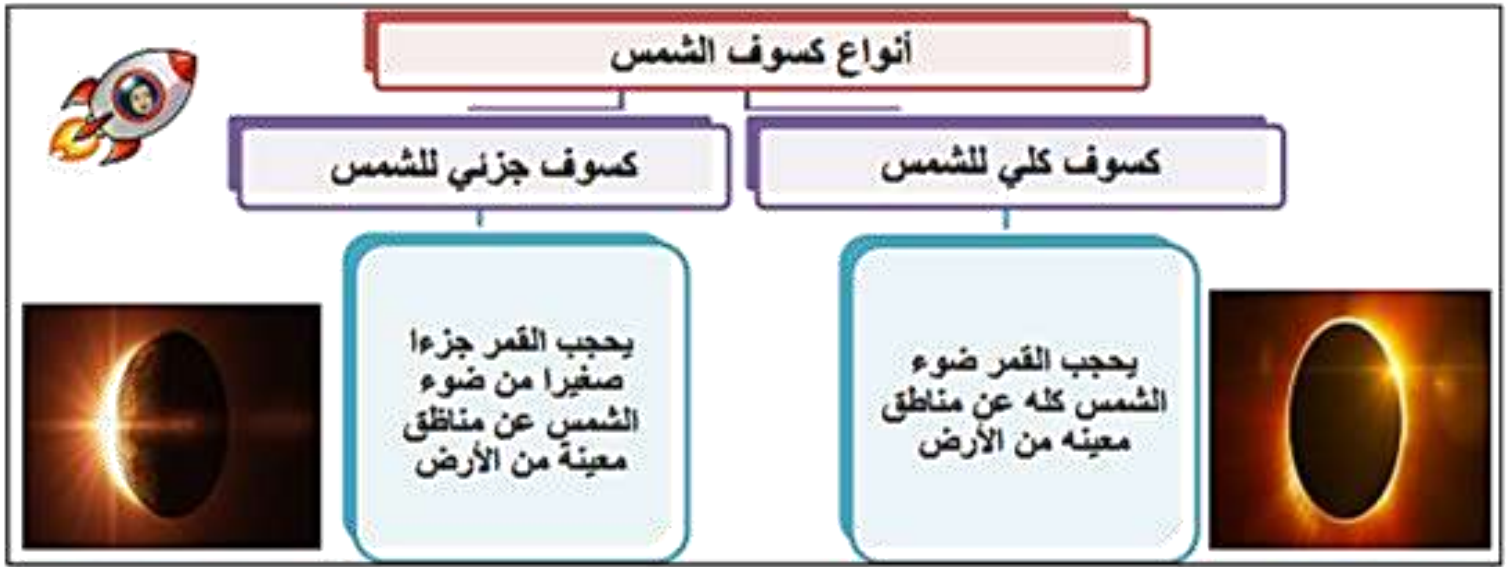 أنواع كسوف الشمس
كسوف كلي للشمس
كسوف جزئي للشمس
يحجب القمر ضوء
الشمس كله عن مناطق
معينه من الأرض
يحجب القمر جزءا
صغيرا من ضوء
الشمس عن مناظق
معينة من الأرض